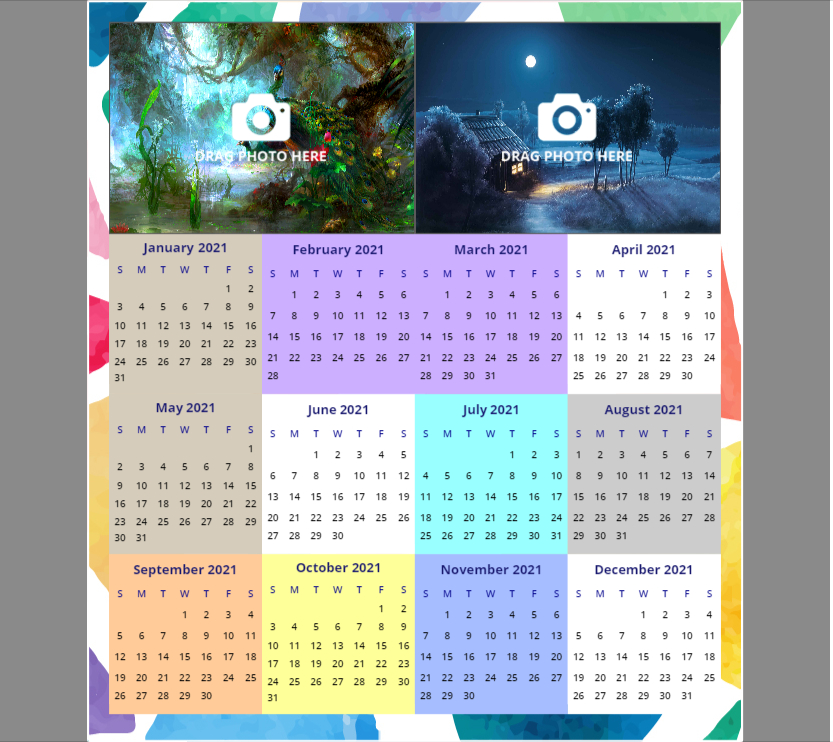 DRAG PHOTO HERE
DRAG PHOTO HERE
January 2021
S M T W T F S
1 2
3 4 5 6 7 8 9
10 11 12 13 14 15 16
17 18 19 20 21 22 23
24 25 26 27 28 29 30
31
February 2021
S M T W T F S
1 2 3 4 5 6
7 8 9 10 11 12 13
14 15 16 17 18 19 20
21 22 23 24 25 26 27
28
March 2021
S M T W T F S
1 2 3 4 5 6
7 8 9 10 11 12 13
14 15 16 17 18 19 20
21 22 23 24 25 26 27
28 29 30 31
April 2021
S M T W T F S
1 2 3
4 5 6 7 8 9 10
11 12 13 14 15 16 17
18 19 20 21 22 23 24
25 26 27 28 29 30
May 2021
S M T W T F S
1
2 3 4 5 6 7 8
9 10 11 12 13 14 15
16 17 18 19 20 21 22
23 24 25 26 27 28 29
30 31
June 2021
S M T W T F S
1 2 3 4 5
6 7 8 9 10 11 12
13 14 15 16 17 18 19
20 21 22 23 24 25 26
27 28 29 30
July 2021
S M T W T F S
1 2 3
4 5 6 7 8 9 10
11 12 13 14 15 16 17
18 19 20 21 22 23 24
25 26 27 28 29 30 31
August 2021
S M T W T F S
1 2 3 4 5 6 7
8 9 10 11 12 13 14
15 16 17 18 19 20 21
22 23 24 25 26 27 28
29 30 31
September 2021
S M T W T F S
1 2 3 4
5 6 7 8 9 10 11
12 13 14 15 16 17 18
19 20 21 22 23 24 25
26 27 28 29 30
October 2021
S M T W T F S
1 2
3 4 5 6 7 8 9
10 11 12 13 14 15 16
17 18 19 20 21 22 23
24 25 26 27 28 29 30
31
November 2021
S M T W T F S
1 2 3 4 5 6
7 8 9 10 11 12 13
14 15 16 17 18 19 20
21 22 23 24 25 26 27
28 29 30
December 2021
S M T W T F S
1 2 3 4
5 6 7 8 9 10 11
12 13 14 15 16 17 18
19 20 21 22 23 24 25
26 27 28 29 30 31